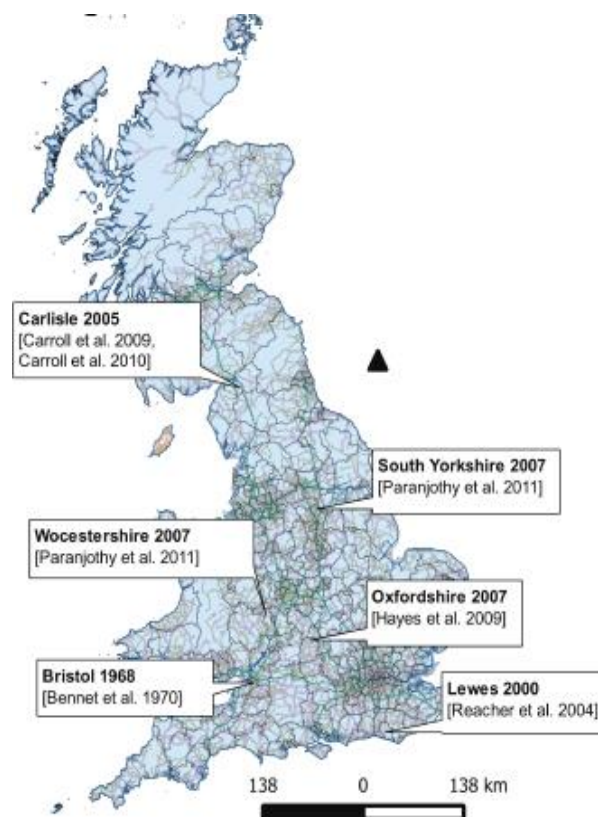 Carlisle 2005
[Carroll et al. 2009,
Carroll et al. 2010]
South Yorkshire 2007
[Paranjothy et al. 2011]
Wocestershire 2007
[Paranjothy et al. 2011]
Oxfordshire 2007
[Hayes et al. 2009]
Bristol 1968
[Bennet et al. 1970]
Lewes 2000
[Reacher et al. 2004]
138 0 138 km